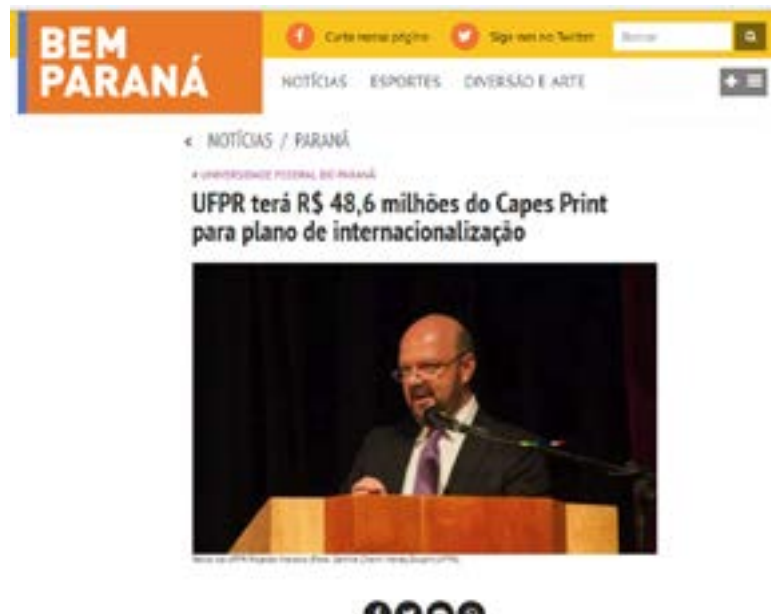 BEM
PARANÁ
Curta nossa página
Siga-nos no Twitter
Buscar
NOTÍCIAS ESPORTES DIVERSÃO E ARTE
< NOTÍCIAS / PARANÁ
# UNIVERSIDADE FEDERAL DO PARANÁ
UFPR terá R$ 48,6 milhões do Capes Print
para plano de internacionalização